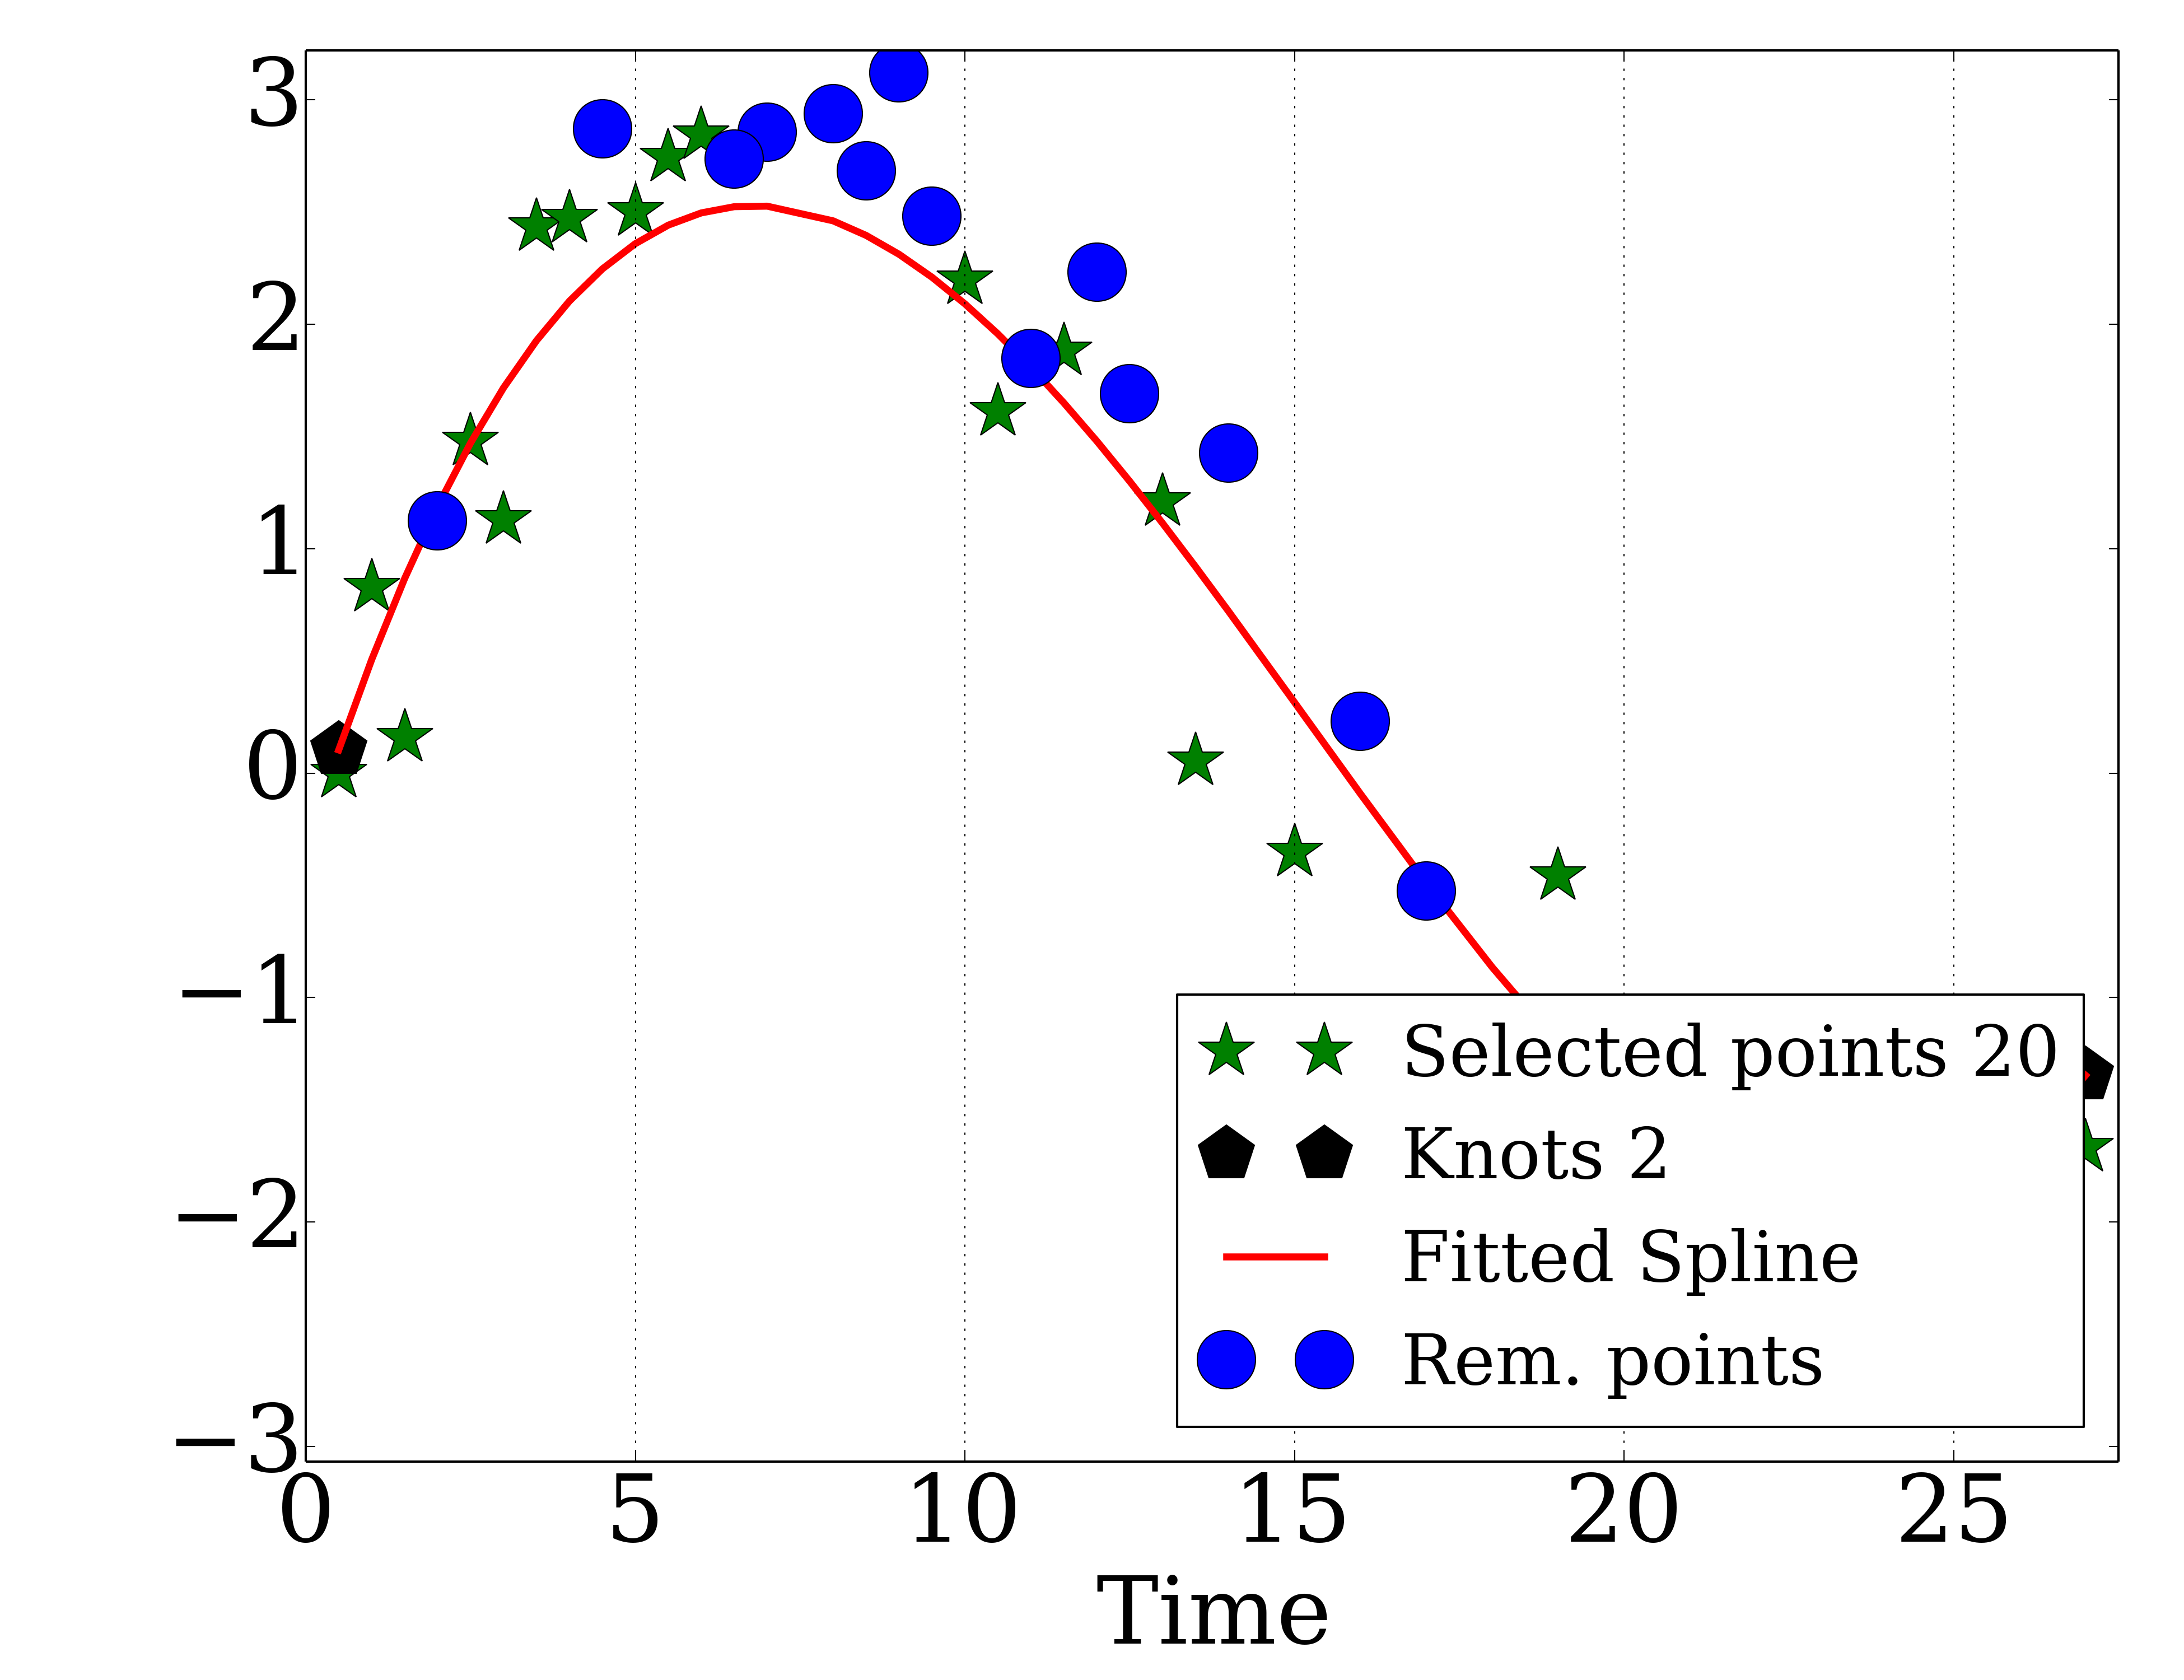 3
2
1
0
−1
−2
−3
0 5 10 15 20 25
Time
Selected points 20
Knots 2
Fitted Spline
Rem. points